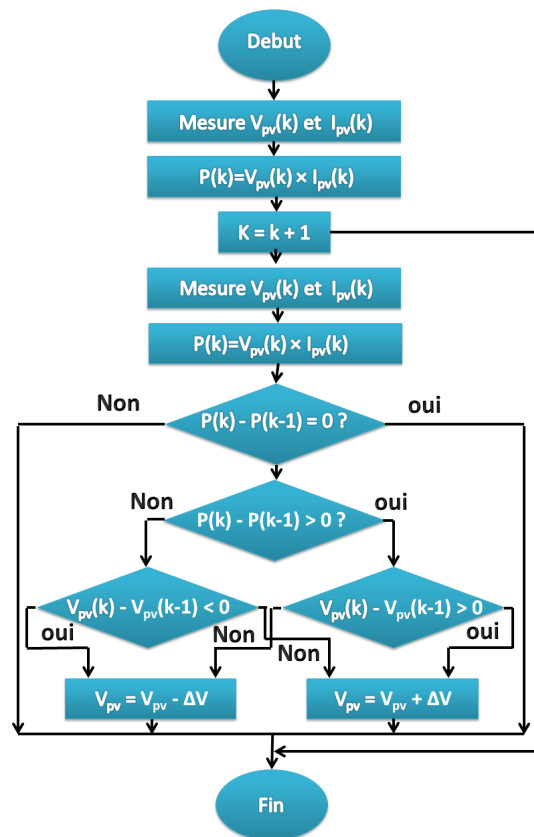 Debut
Mesure Vpv(k) et Ipv(k)
P(k)=Vpv(k) × Ipv(k)
K = k + 1
Mesure Vpv(k) et Ipv(k)
P(k)=Vpv(k) × Ipv(k)
Non
oui
P(k) - P(k-1) = 0 ?
Non
oui
P(k) - P(k-1) > 0 ?
Vpv(k) - Vpv(k-1) < 0
Vpv(k) - Vpv(k-1) > 0
oui
Non
Non
oui
Vpv = Vpv - ΔV
Vpv = Vpv + ΔV
Fin